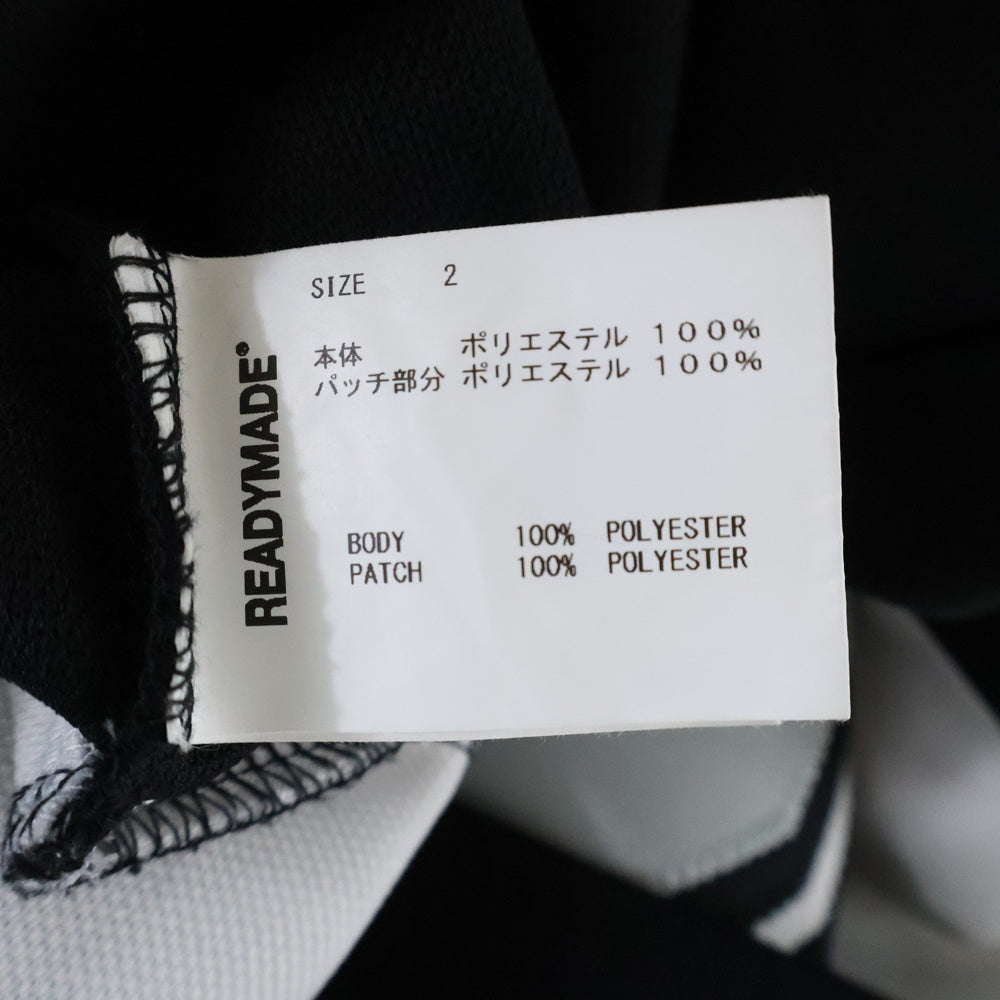 READYMADE®
SIZE 2
本体 ポリエステル 100%
パッチ部分 ポリエステル 100%
BODY 100% POLYESTER
PATCH 100% POLYESTER